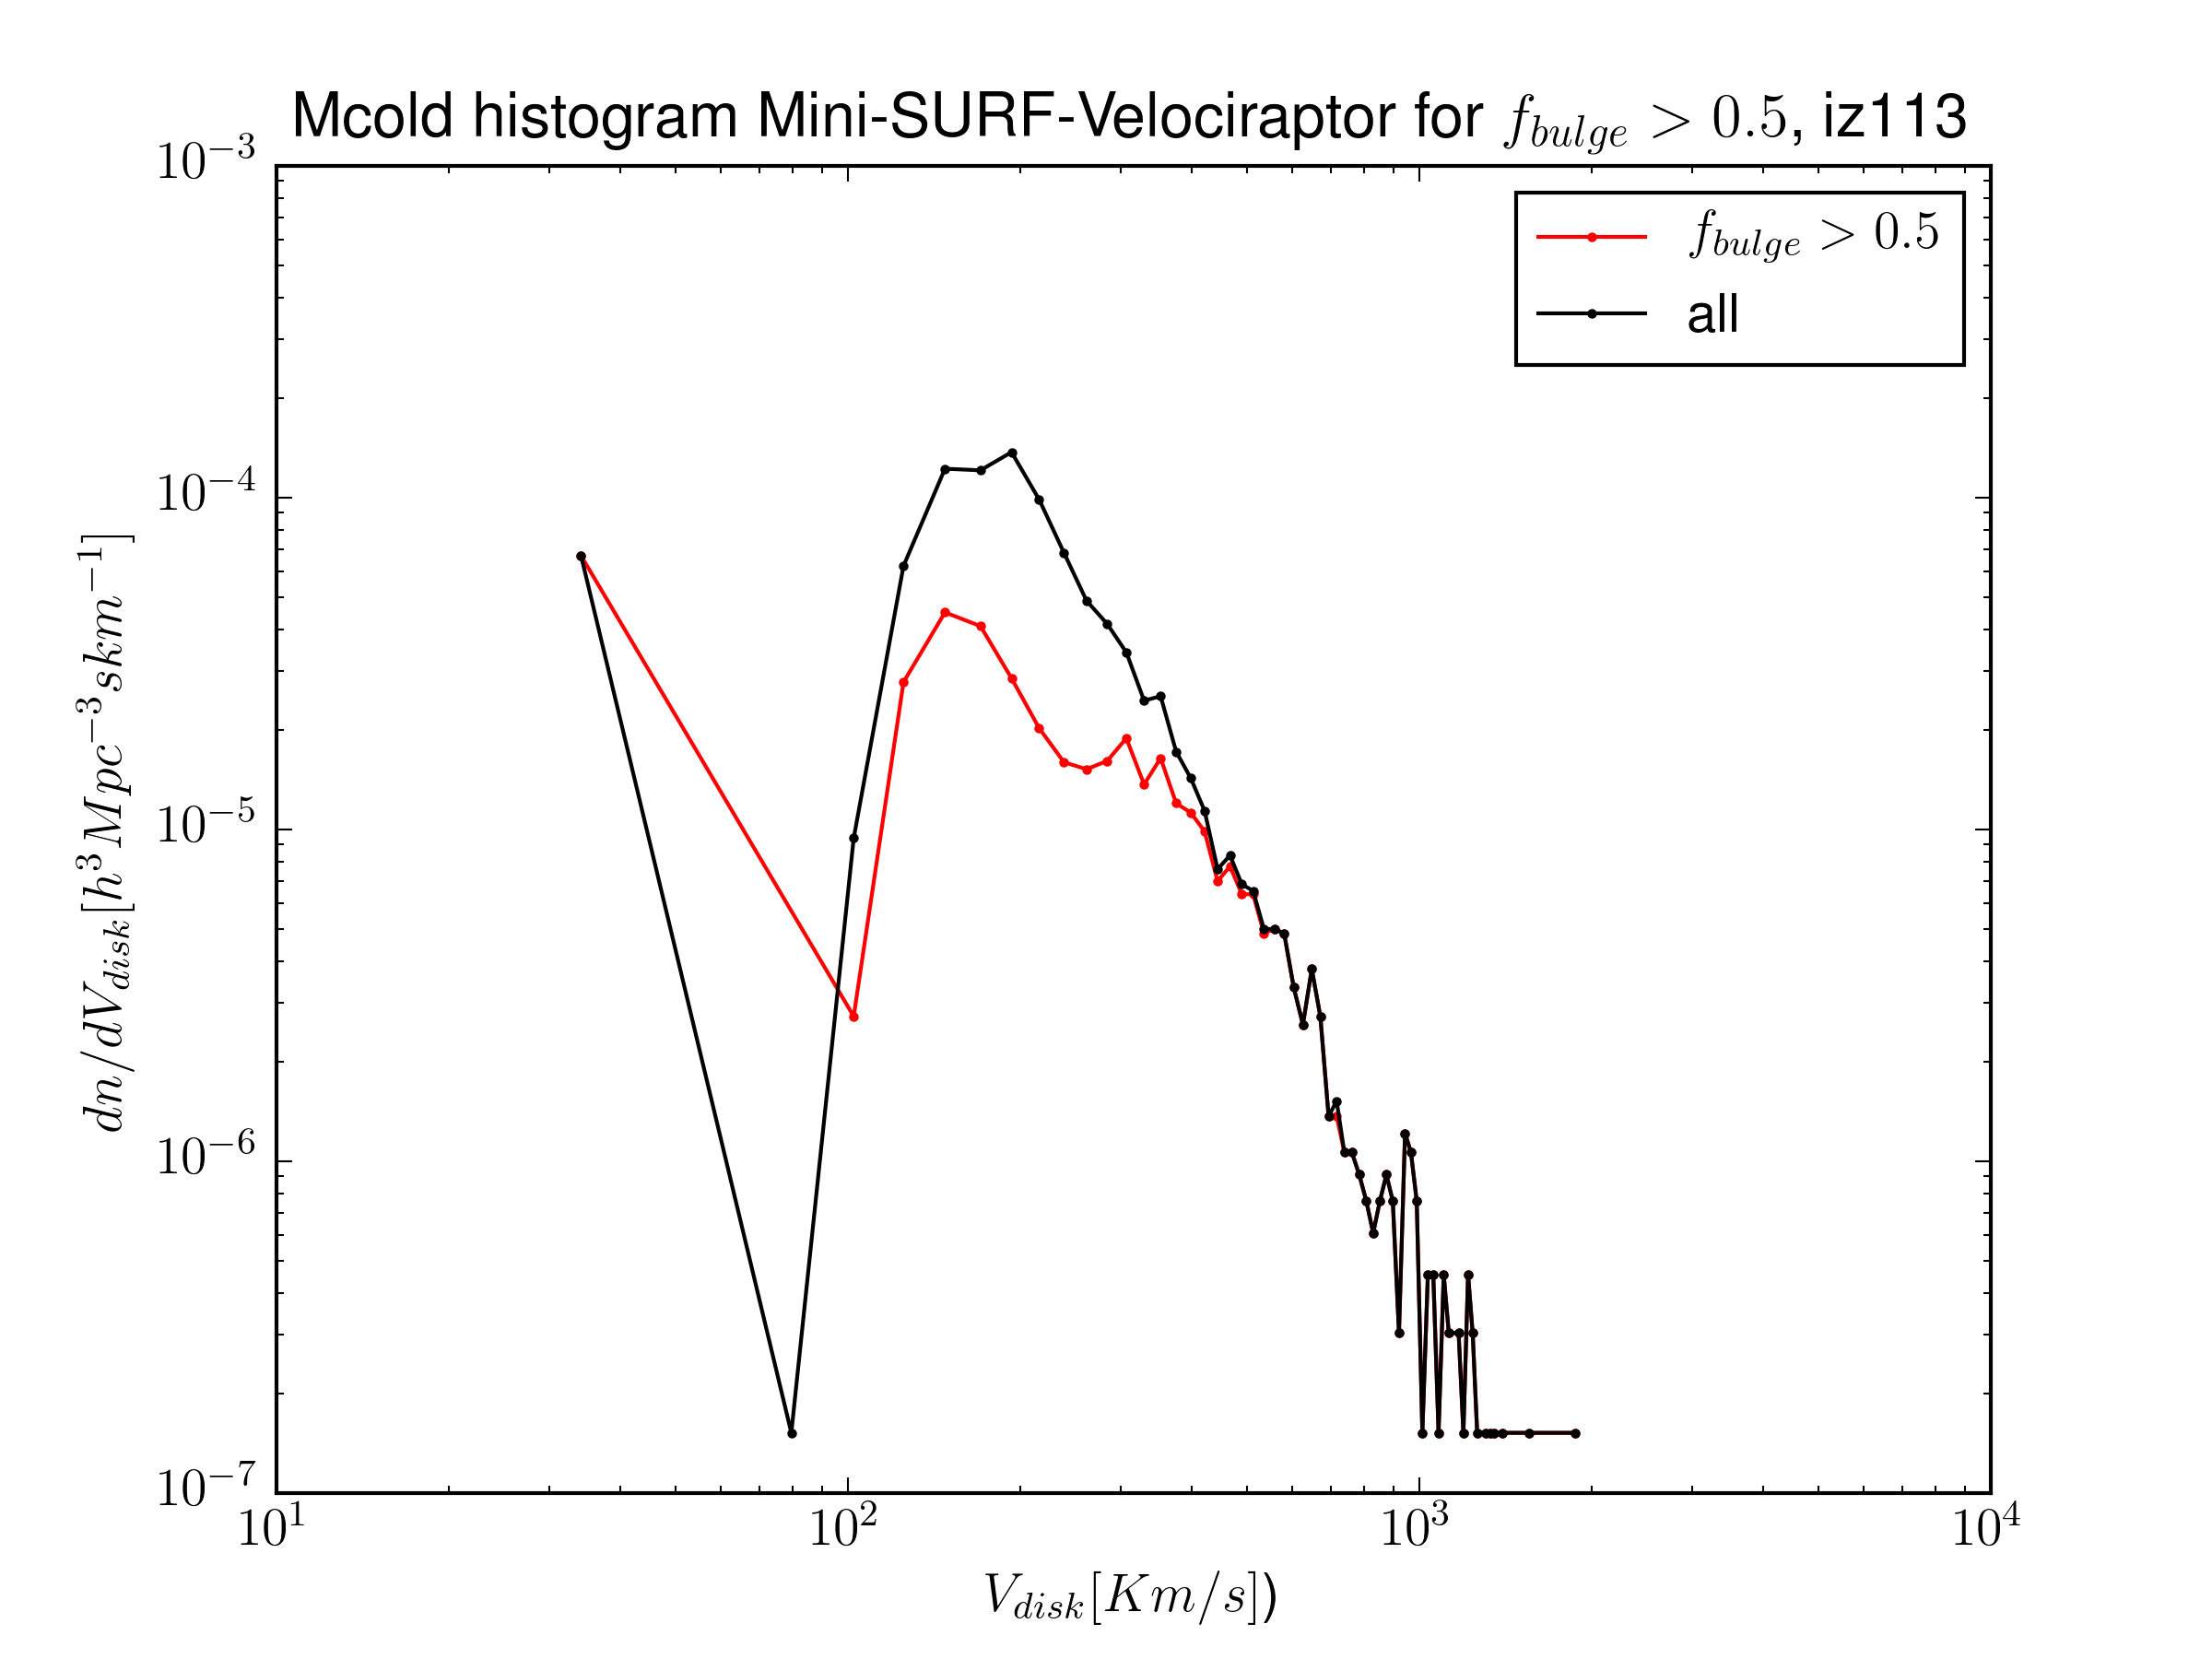 Mcold histogram Mini-SURF-Velociraptor for $f_{bulge} > 0.5$, iz113
$f_{bulge} > 0.5$
all
$10^{-3}$
$10^{-4}$
$10^{-5}$
$10^{-6}$
$10^{-7}$
$dn/dV_{disk}[h^3 Mpc^{-3} skm^{-1}]$
$10^1$
$10^2$
$10^3$
$10^4$
$V_{disk}[Km/s]$)